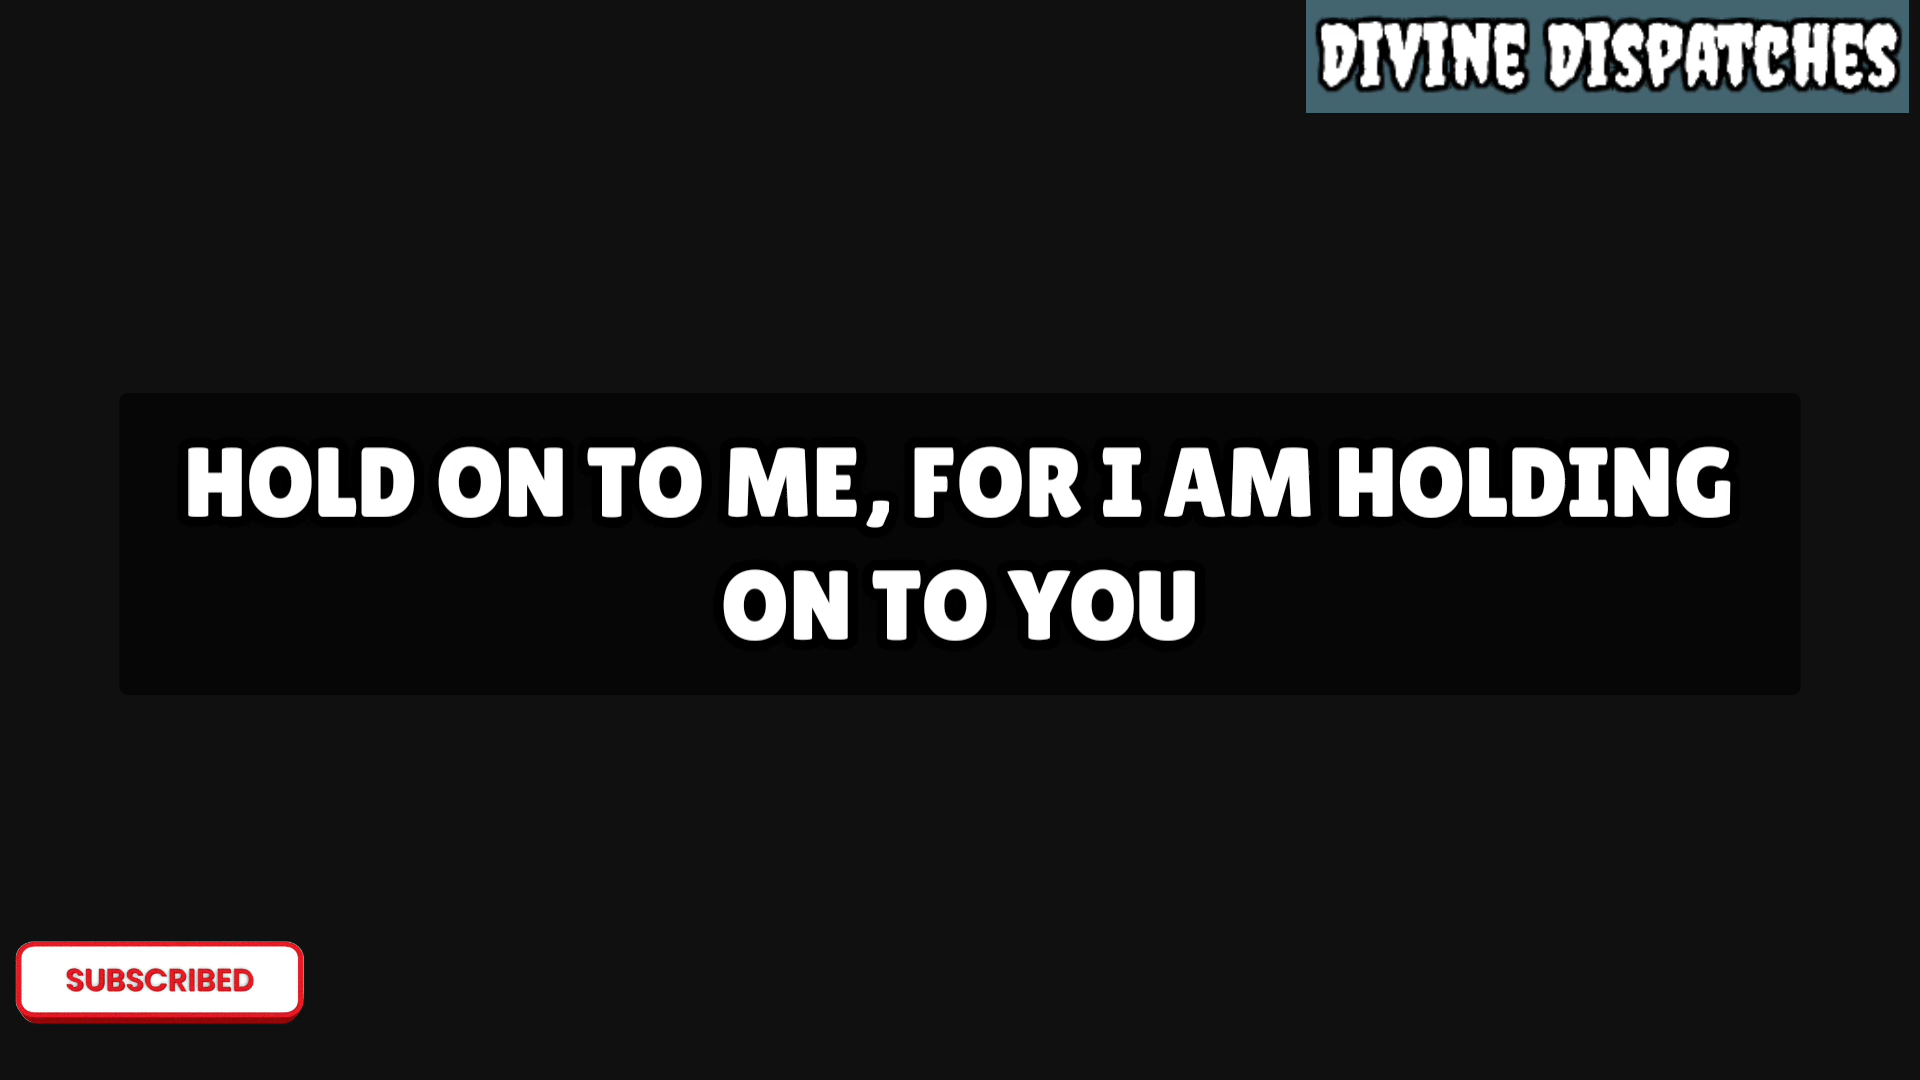 DIVINE DISPATCHES
HOLD ON TO ME, FOR I AM HOLDING
ON TO YOU
SUBSCRIBED